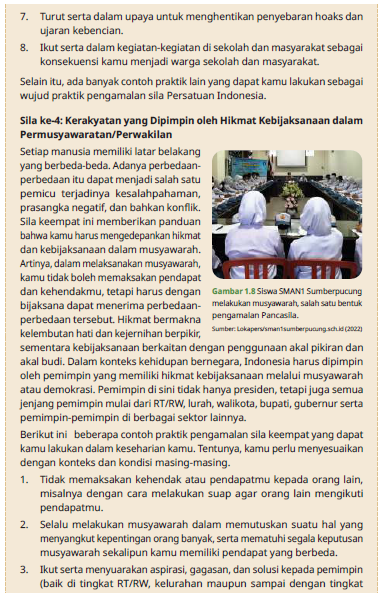 7. Turut serta dalam upaya untuk menghentikan penyebaran hoaks dan
ujaran kebencian.
8. Ikut serta dalam kegiatan-kegiatan di sekolah dan masyarakat sebagai
konsekuensi kamu menjadi warga sekolah dan masyarakat.
Selain itu, ada banyak contoh praktik lain yang dapat kamu lakukan sebagai
wujud praktik pengamalan sila Persatuan Indonesia.
Sila ke-4: Kerakyatan yang Dipimpin oleh Hikmat Kebijaksanaan dalam
Permusyawaratan/Perwakilan
Setiap manusia memiliki latar belakang
yang berbeda-beda. Adanya perbedaan-
perbedaan itu dapat menjadi salah satu
pemicu terjadinya kesalahpahaman,
prasangka negatif, dan bahkan konflik.
Sila keempat ini memberikan panduan
bahwa kamu harus mengedepankan hikmat
dan kebijaksanaan dalam musyawarah.
Artinya, dalam melaksanakan musyawarah,
kamu tidak boleh memaksakan pendapat
dan kehendakmu, tetapi harus dengan
bijaksana dapat menerima perbedaan-
perbedaan tersebut. Hikmat bermakna
kelembutan hati dan kejernihan berpikir,
Gambar 1.8 Siswa SMAN1 Sumberpucung
melakukan musyawarah, salah satu bentuk
pengamalan Pancasila.
Sumber: Lokapers/sman1sumberpucung.sch.id (2022)
sementara kebijaksanaan berkaitan dengan penggunaan akal pikiran dan
akal budi. Dalam konteks kehidupan bernegara, Indonesia harus dipimpin
oleh pemimpin yang memiliki hikmat kebijaksanaan melalui musyawarah
atau demokrasi. Pemimpin di sini tidak hanya presiden, tetapi juga semua
jenjang pemimpin mulai dari RT/RW, lurah, walikota, bupati, gubernur serta
pemimpin-pemimpin di berbagai sektor lainnya.
Berikut ini beberapa contoh praktik pengamalan sila keempat yang dapat
kamu lakukan dalam keseharian kamu. Tentunya, kamu perlu menyesuaikan
dengan konteks dan kondisi masing-masing.
1. Tidak memaksakan kehendak atau pendapatmu kepada orang lain,
misalnya dengan cara melakukan suap agar orang lain mengikuti
pendapatmu.
2. Selalu melakukan musyawarah dalam memutuskan suatu hal yang
menyangkut kepentingan orang banyak, serta mematuhi segala keputusan
musyawarah sekalipun kamu memiliki pendapat yang berbeda.
3. Ikut serta menyuarakan aspirasi, gagasan, dan solusi kepada pemimpin
(baik di tingkat RT/RW, kelurahan maupun sampai dengan tingkat